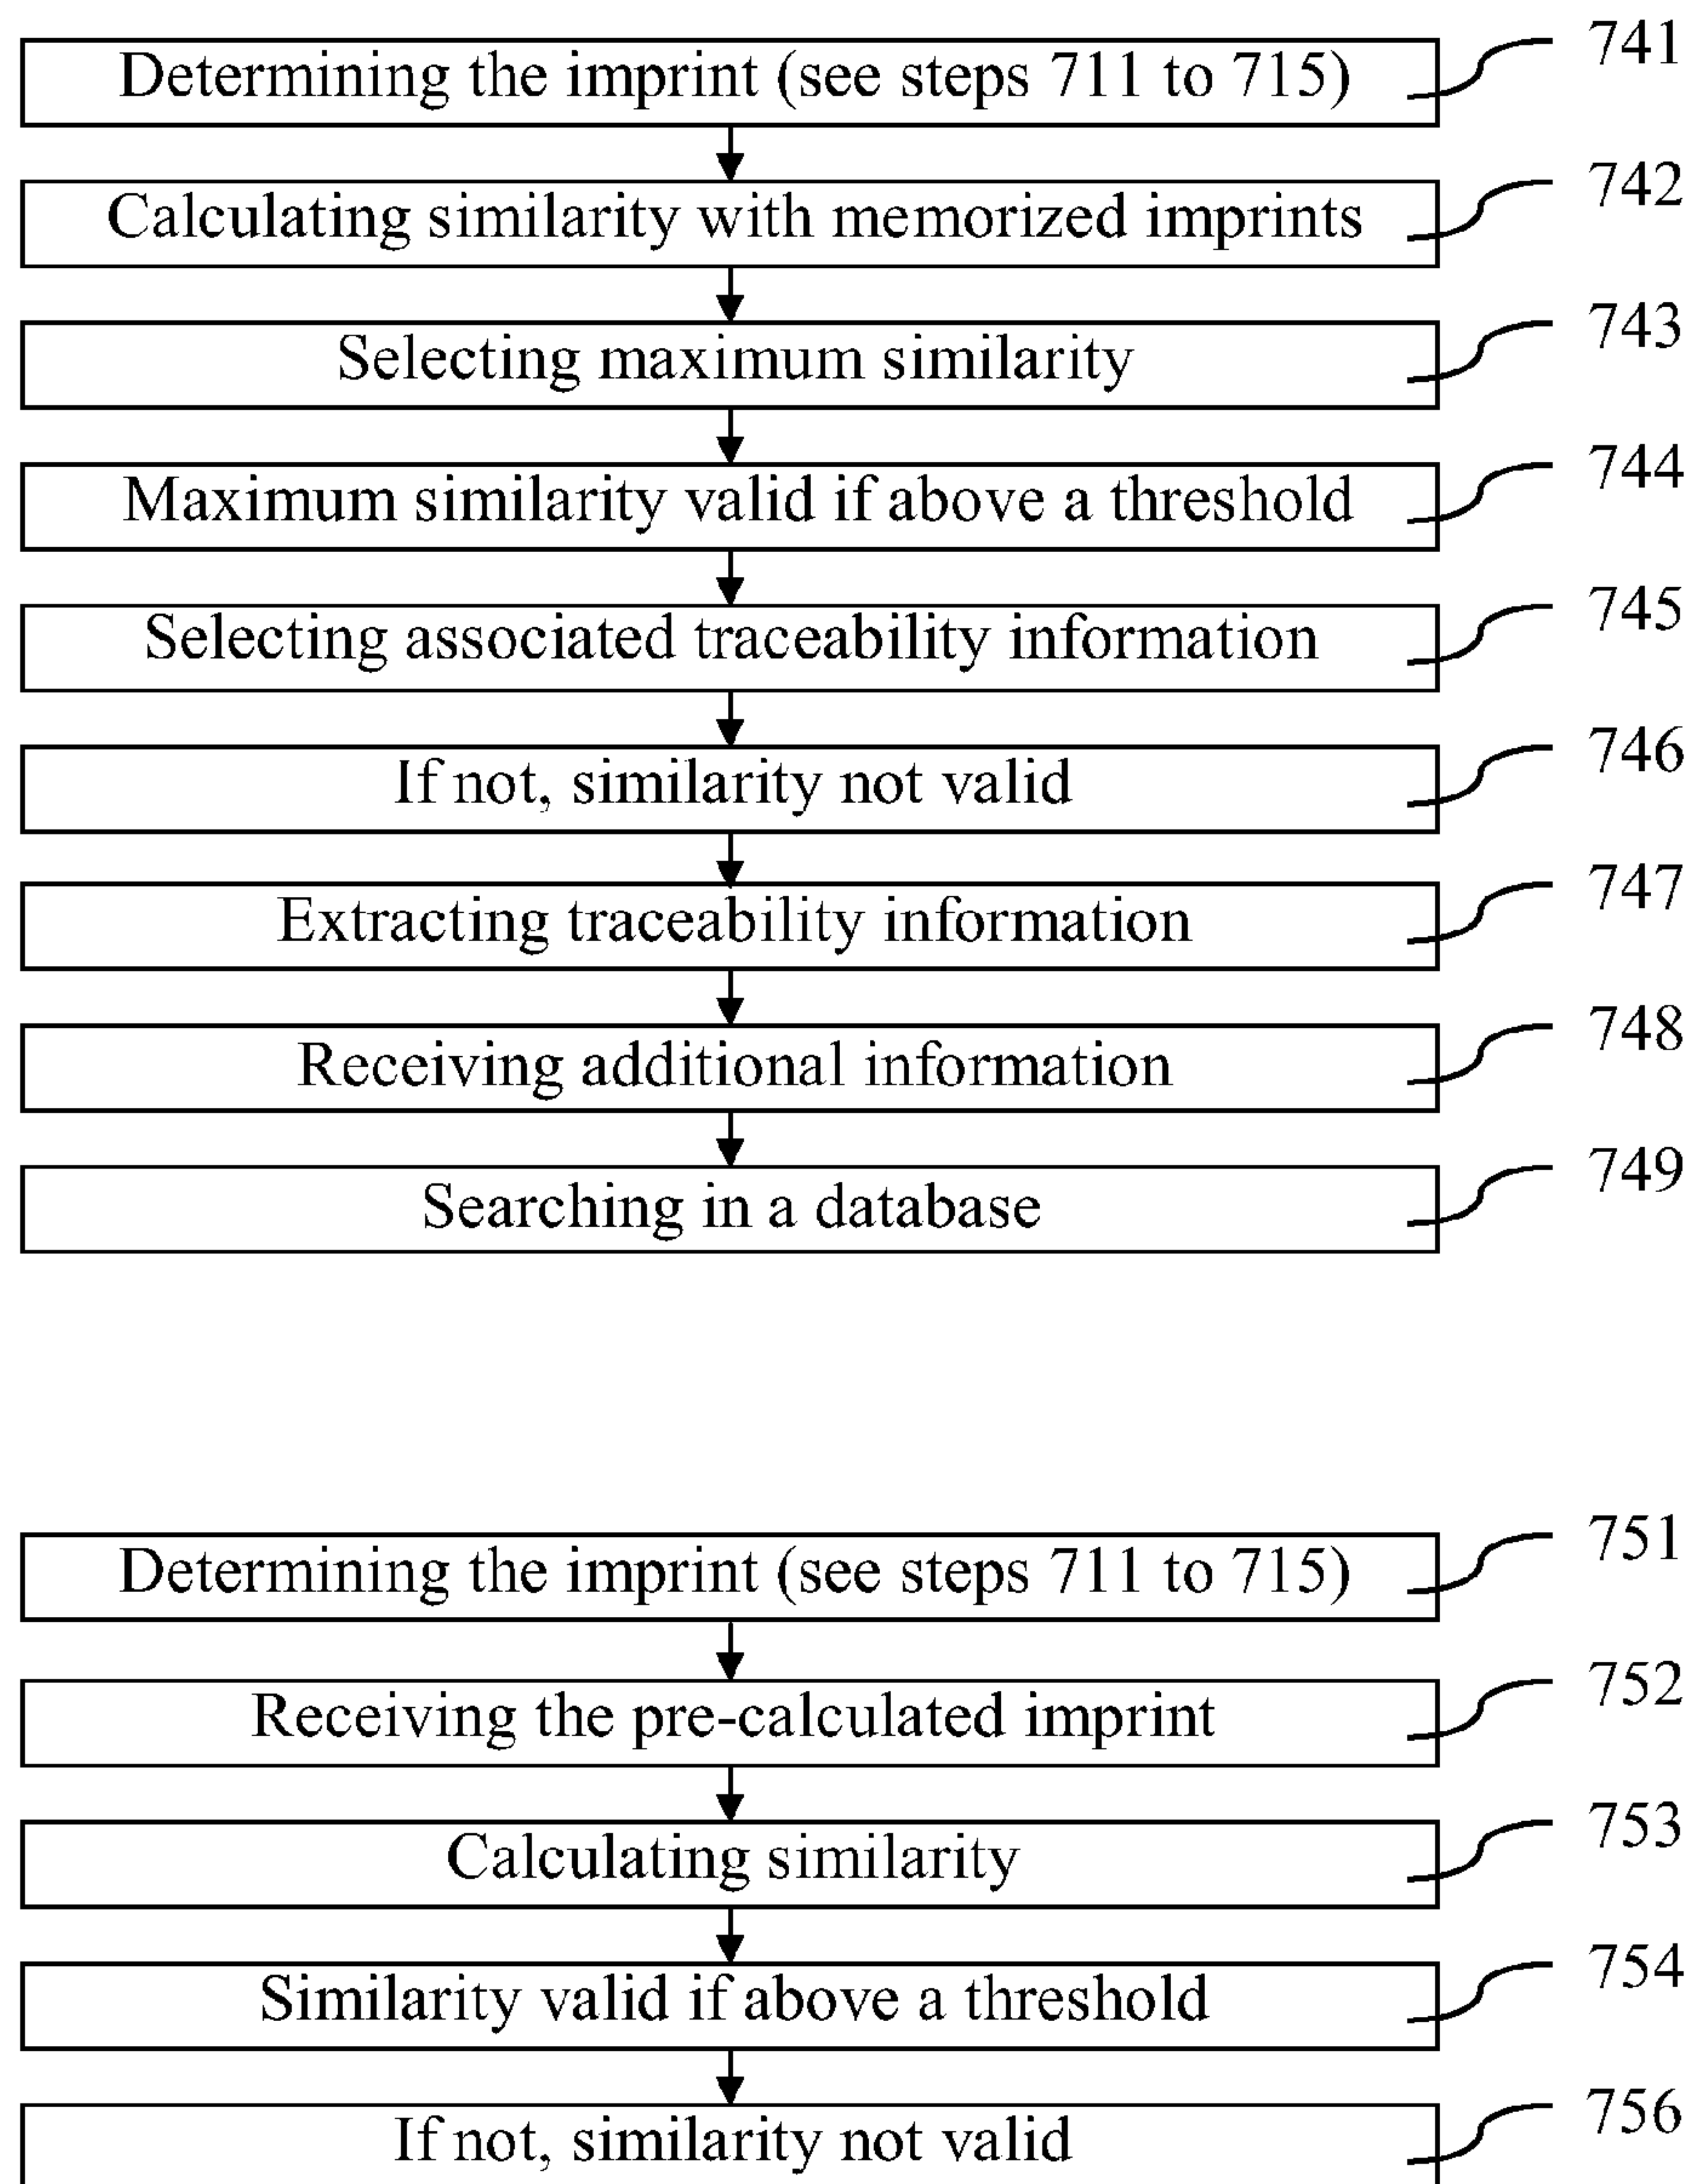 Determining the imprint (see steps 711 to 715) 741
Calculating similarity with memorized imprints 742
Selecting maximum similarity 743
Maximum similarity valid if above a threshold 744
Selecting associated traceability information 745
If not, similarity not valid 746
Extracting traceability information 747
Receiving additional information 748
Searching in a database 749
Determining the imprint (see steps 711 to 715) 751
Receiving the pre-calculated imprint 752
Calculating similarity 753
Similarity valid if above a threshold 754
If not, similarity not valid 756